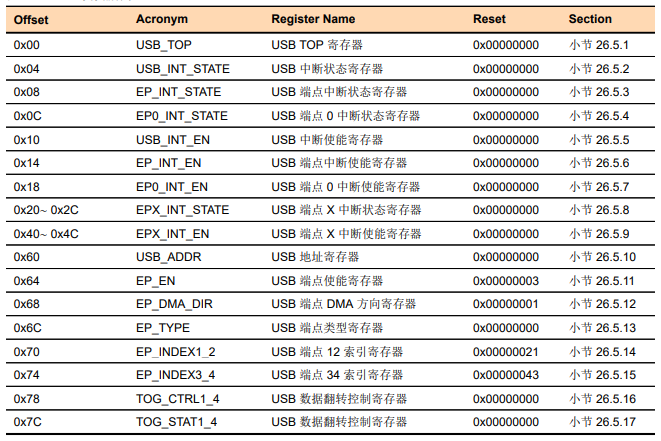 Offset Acronym Register Name Reset Section
0x00 USB_TOP USB TOP 寄存器 0x00000000 小节 26.5.1
0x04 USB_INT_STATE USB 中断状态寄存器 0x00000000 小节 26.5.2
0x08 EP_INT_STATE USB 端点中断状态寄存器 0x00000000 小节 26.5.3
0x0C EP0_INT_STATE USB 端点 0 中断状态寄存器 0x00000000 小节 26.5.4
0x10 USB_INT_EN USB 中断使能寄存器 0x00000000 小节 26.5.5
0x14 EP_INT_EN USB 端点中断使能寄存器 0x00000000 小节 26.5.6
0x18 EP0_INT_EN USB 端点 0 中断使能寄存器 0x00000000 小节 26.5.7
0x20~ 0x2C EPX_INT_STATE USB 端点 X 中断状态寄存器 0x00000000 小节 26.5.8
0x40~ 0x4C EPX_INT_EN USB 端点 X 中断使能寄存器 0x00000000 小节 26.5.9
0x60 USB_ADDR USB 地址寄存器 0x00000000 小节 26.5.10
0x64 EP_EN USB 端点使能寄存器 0x00000003 小节 26.5.11
0x68 EP_DMA_DIR USB 端点 DMA 方向寄存器 0x00000001 小节 26.5.12
0x6C EP_TYPE USB 端点类型寄存器 0x00000000 小节 26.5.13
0x70 EP_INDEX1_2 USB 端点 12 索引寄存器 0x00000021 小节 26.5.14
0x74 EP_INDEX3_4 USB 端点 34 索引寄存器 0x00000043 小节 26.5.15
0x78 TOG_CTRL1_4 USB 数据翻转控制寄存器 0x00000000 小节 26.5.16
0x7C TOG_STAT1_4 USB 数据翻转控制寄存器 0x00000000 小节 26.5.17